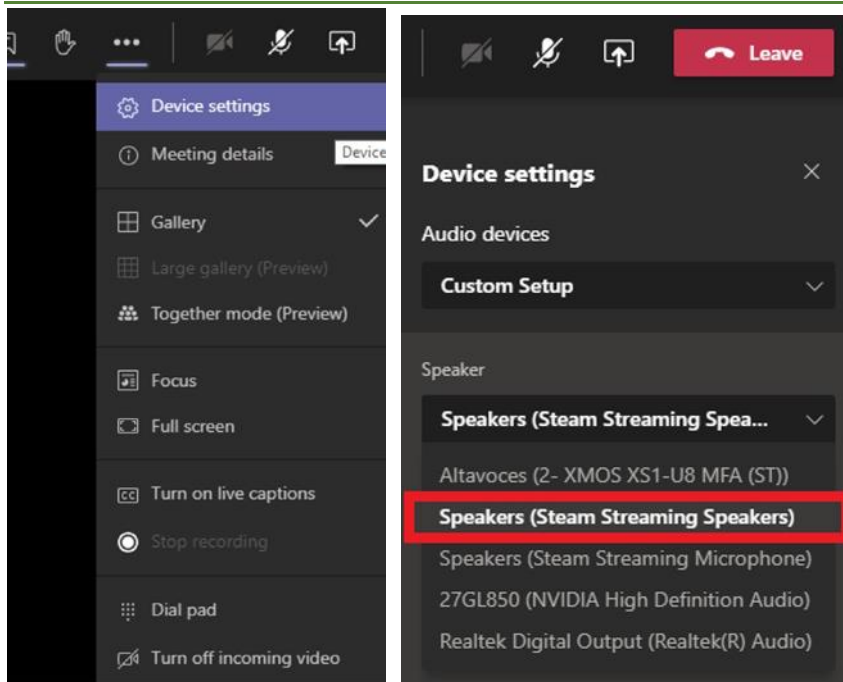 Device settings
Meeting details
Device
Gallery
Large gallery (Preview)
Together mode (Preview)
Focus
Full screen
CC Turn on live captions
Stop recording
Dial pad
Turn off incoming video
Leave
Device settings
Audio devices
Custom Setup
Speaker
Speakers (Steam Streaming Spea...
Altavoces (2- XMOS XS1-U8 MFA (ST))
Speakers (Steam Streaming Speakers)
Speakers (Steam Streaming Microphone)
27GL850 (NVIDIA High Definition Audio)
Realtek Digital Output (Realtek(R) Audio)